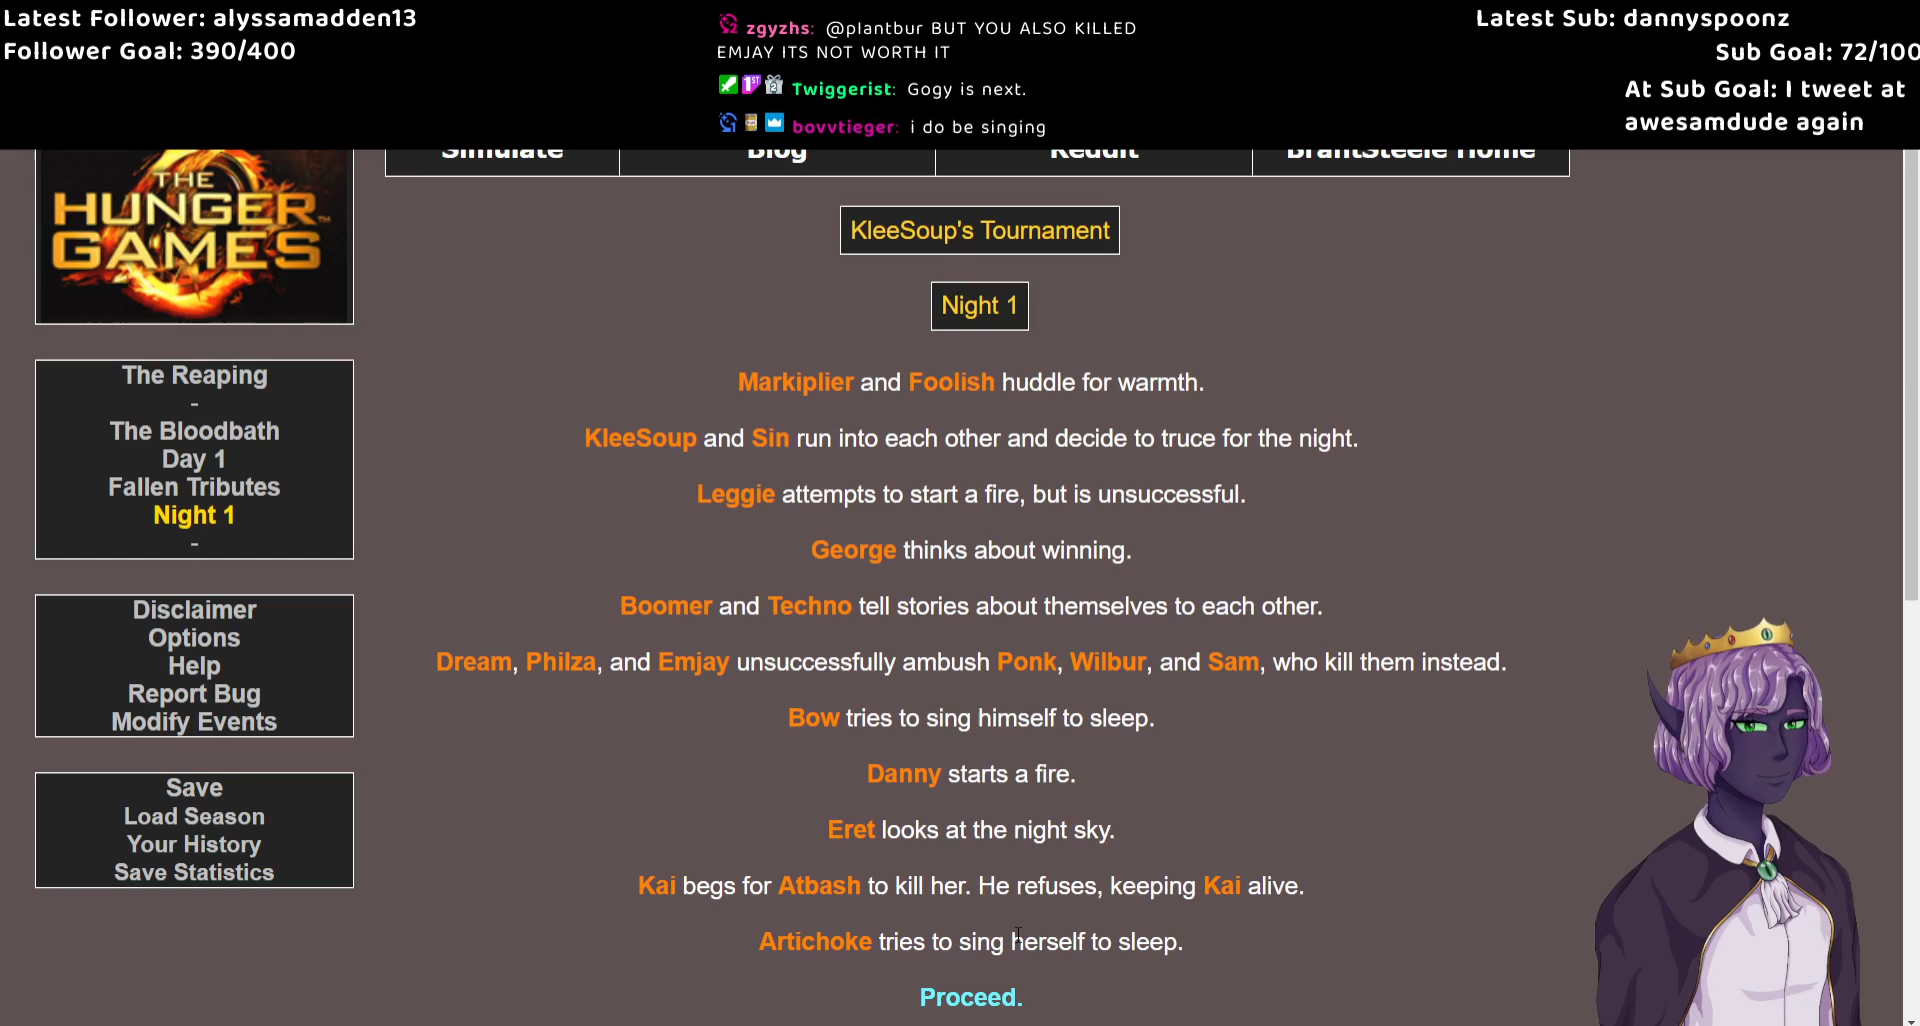 Latest Follower: alyssamadden13
Follower Goal: 390/400
zgyzhs: @plantbur BUT YOU ALSO KILLED
EMJAY ITS NOT WORTH IT
Twiggerist: Gogy is next.
bovvtieger: i do be singing
Latest Sub: dannyspoonz
Sub Goal: 72/100
At Sub Goal: I tweet at
awesamdude again
Simulate
Blog
Reddit
BrantSteele Home
THE
HUNGER
GAMES
KleeSoup's Tournament
Night 1
The Reaping
-
The Bloodbath
Day 1
Fallen Tributes
Night 1
-
Disclaimer
Options
Help
Report Bug
Modify Events
Save
Load Season
Your History
Save Statistics
Markiplier and Foolish huddle for warmth.
KleeSoup and Sin run into each other and decide to truce for the night.
Leggie attempts to start a fire, but is unsuccessful.
George thinks about winning.
Boomer and Techno tell stories about themselves to each other.
Dream, Philza, and Emjay unsuccessfully ambush Ponk, Wilbur, and Sam, who kill them instead.
Bow tries to sing himself to sleep.
Danny starts a fire.
Eret looks at the night sky.
Kai begs for Atbash to kill her. He refuses, keeping Kai alive.
Artichoke tries to sing herself to sleep.
Proceed.